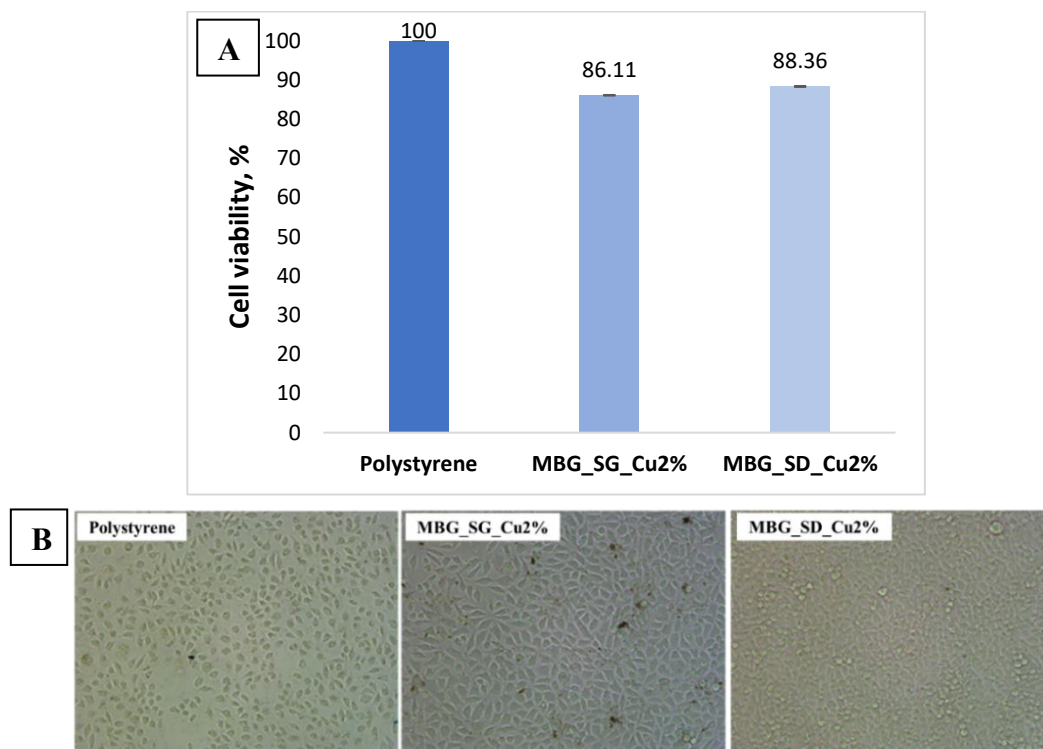 A
100
100
90
80
70
60
50
40
30
20
10
0
Cell viability, %
86.11
88.36
Polystyrene
MBG_SG_Cu2%
MBG_SD_Cu2%
B
Polystyrene
MBG_SG_Cu2%
MBG_SD_Cu2%